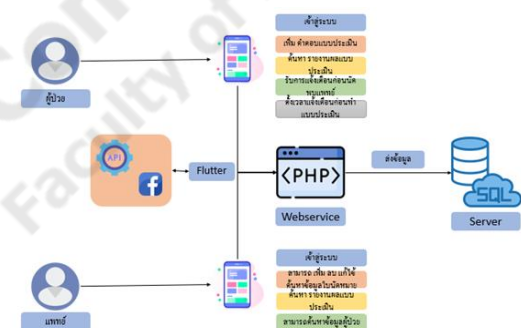 เข้าสู่ระบบ
เพิ่ม คำตอบแบบประเมิน
ค้นหา รายงานผลแบบ
ประเมิน
รับการแจ้งเตือนก่อนนัด
พบแพทย์
ตั้งเวลาแจ้งเตือนก่อนทำ
แบบประเมิน
ผู้ป่วย
API
Flutter
<PHP>
Webservice
ส่งข้อมูล
SQL
Server
เข้าสู่ระบบ
สามารถ เพิ่ม ลบ แก้ไข
ค้นหาข้อมูลใบนัดหมาย
ค้นหา รายงานผลแบบ
ประเมิน
สามารถค้นหาข้อมูลผู้ป่วย
แพทย์
Faculty of
Com